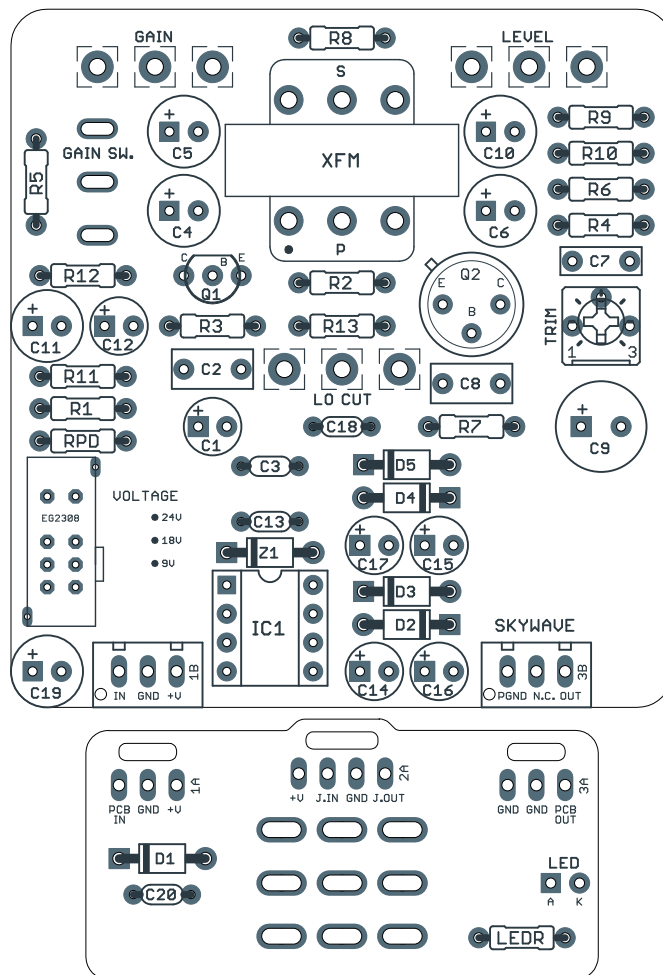 GAIN
R8
LEVEL
S
+
C5
+
C10
R9
GAIN SW.
R5
XFM
R10
+
C4
+
C6
R6
R4
P
C B E
Q1
Q2
E C
B
C7
R12
R2
+
C11
+
C12
R3
R13
TRIM
1 3
C2
R11
LO CUT
C8
R1
+
C1
C18
R7
+
C9
RPD
C3
D5
D4
VOLTAGE
24V
18V
9V
EG2308
C13
Z1
+
C17
+
C15
IC1
D3
D2
SKYWAVE
+
C19
IN GND +V
1B
+
C14
+
C16
PGND N.C. OUT
3B
PCB IN
GND +V
1A
+V J.IN GND J.OUT
2A
GND GND PCB OUT
3A
D1
C20
LED
A K
LEDR